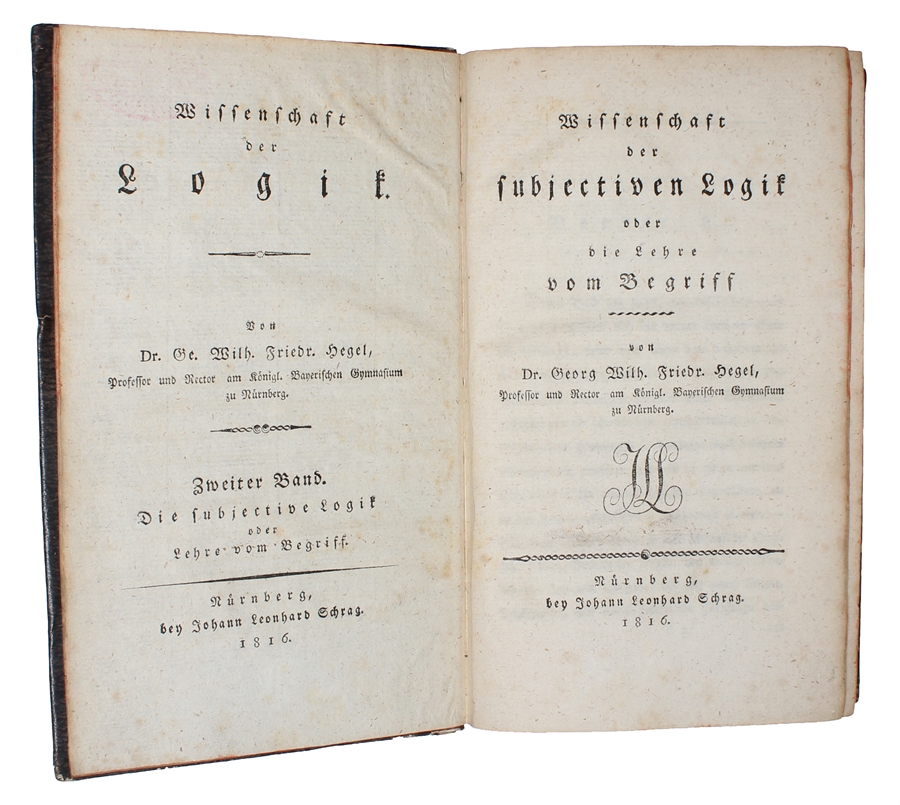 Wissenschaft
der
Logik.
Von
Dr. Ge. Wilh. Friedr. Hegel,
Professor und Rector am Königl. Bayerischen Gymnasium
zu Nürnberg.
Zweiter Band.
Die subjective Logik
oder
Lehre vom Begriff.
Nürnberg,
bey Johann Leonhard Schrag.
1816.
Wissenschaft
der
subjectiven Logik
oder
die Lehre
vom Begriff
von
Dr. Georg Wilh. Friedr. Hegel,
Professor und Rector am Königl. Bayerischen Gymnasium
zu Nürnberg.
Nürnberg,
bey Johann Leonhard Schrag.
1816.